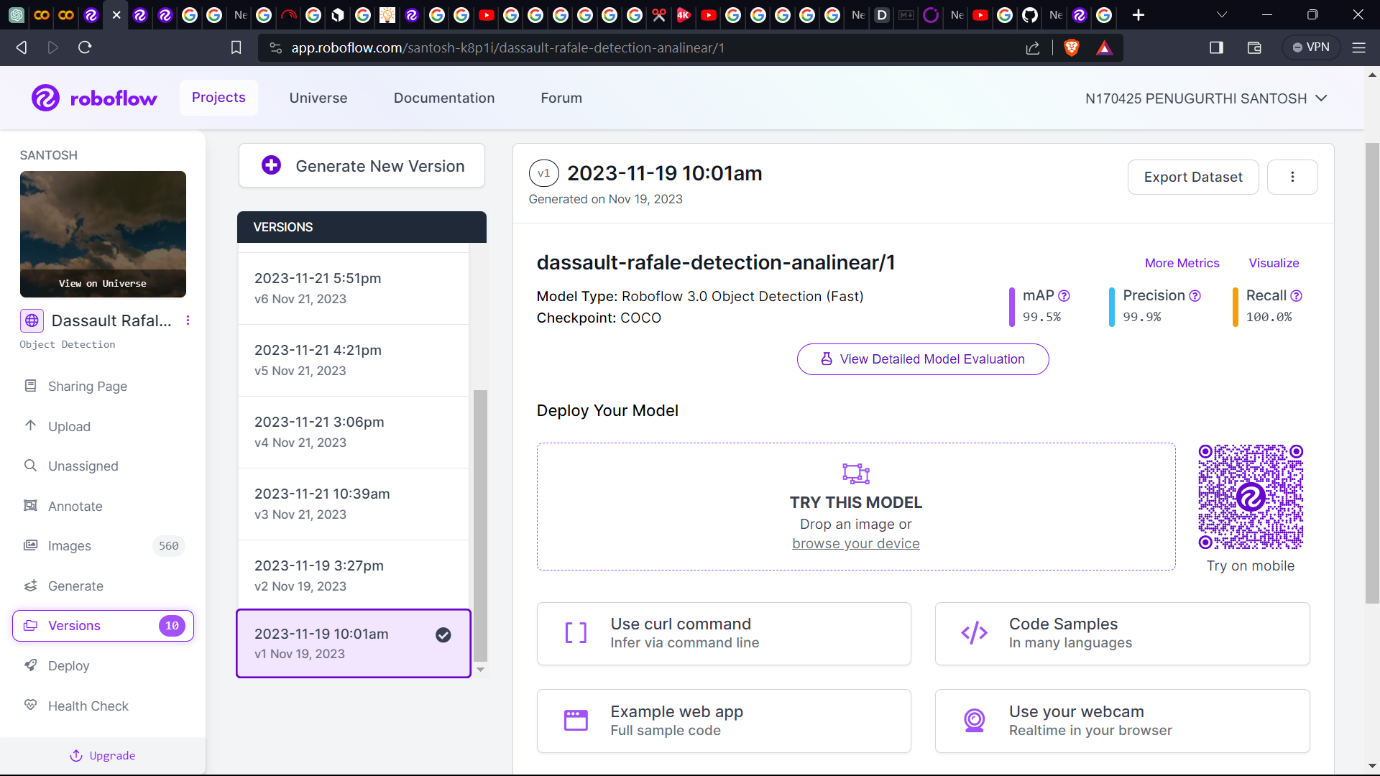 Ne
4K
Ne
D
Ne
Ne
app.roboflow.com/santosh-k8p1i/dassault-rafale-detection-analinear/1
VPN
roboflow
Projects
Universe
Documentation
Forum
N170425 PENUGURTHI SANTOSH
SANTOSH
View on Universe
Dassault Rafal...
Object Detection
Sharing Page
Upload
Unassigned
Annotate
Images 560
Generate
Versions 10
Deploy
Health Check
Upgrade
Generate New Version
VERSIONS
2023-11-21 5:51pm
v6 Nov 21, 2023
2023-11-21 4:21pm
v5 Nov 21, 2023
2023-11-21 3:06pm
v4 Nov 21, 2023
2023-11-21 10:39am
v3 Nov 21, 2023
2023-11-19 3:27pm
v2 Nov 19, 2023
2023-11-19 10:01am
v1 Nov 19, 2023
v1 2023-11-19 10:01am
Generated on Nov 19, 2023
Export Dataset
dassault-rafale-detection-analinear/1
More Metrics Visualize
Model Type: Roboflow 3.0 Object Detection (Fast)
Checkpoint: COCO
mAP
99.5%
Precision
99.9%
Recall
100.0%
View Detailed Model Evaluation
Deploy Your Model
TRY THIS MODEL
Drop an image or
browse your device
Try on mobile
Use curl command
Infer via command line
Code Samples
In many languages
Example web app
Full sample code
Use your webcam
Realtime in your browser